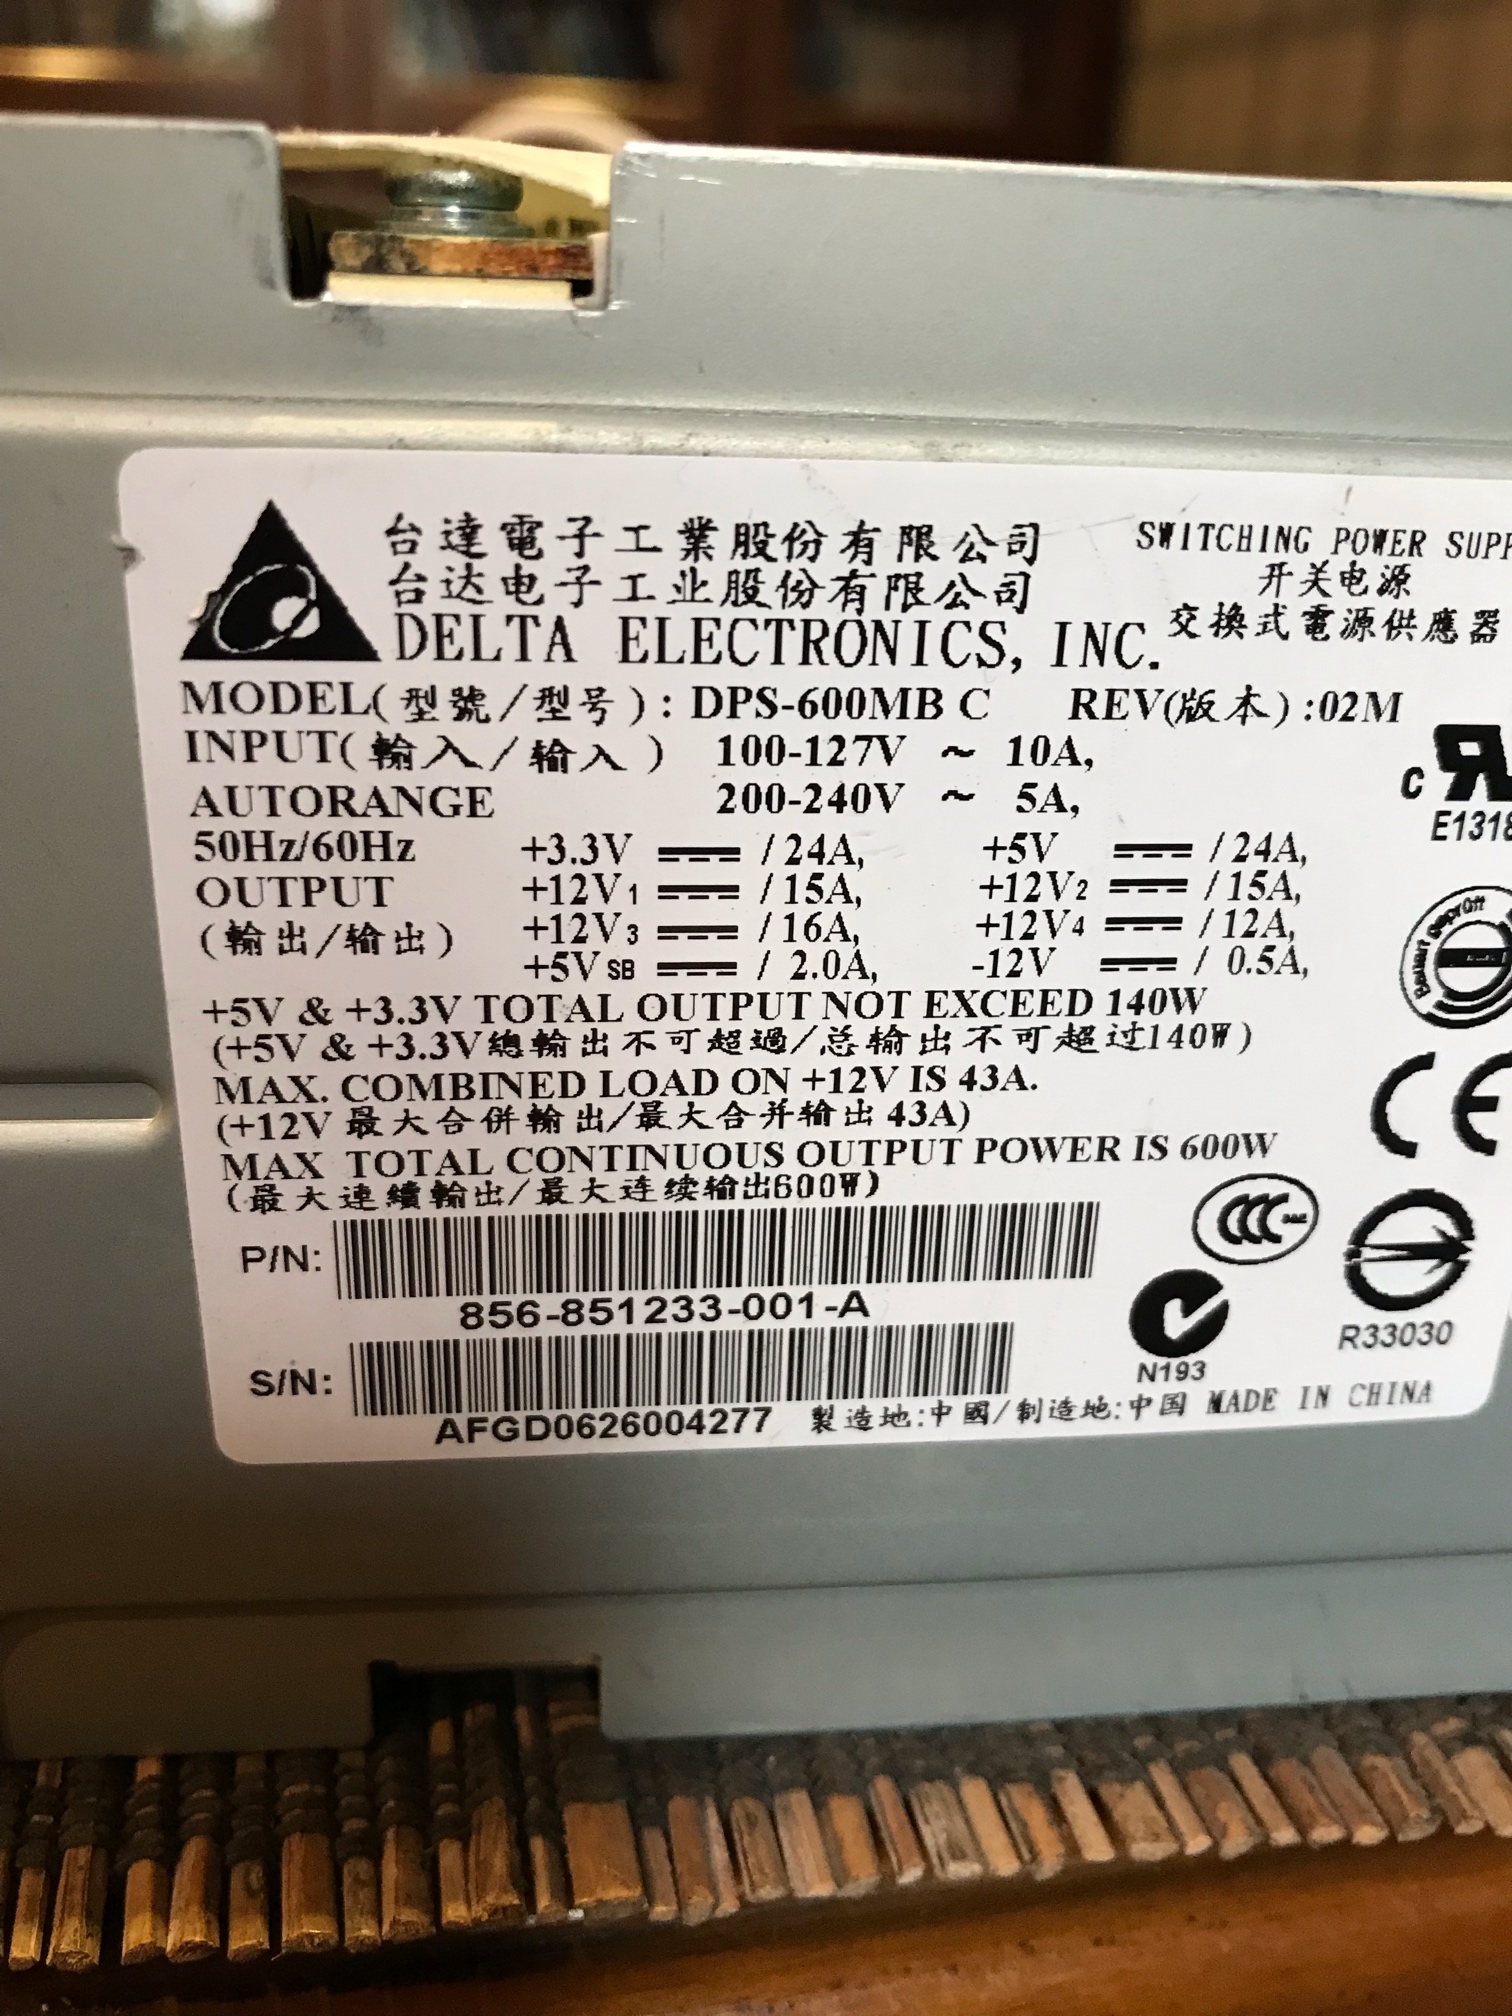 台達電子工業股份有限公司
台达电子工业股份有限公司
DELTA ELECTRONICS, INC.
SWITCHING POWER SUPP
开关电源
交換式電源供應器
MODEL(型號/型号): DPS-600MB C REV(版本):02M
INPUT(輸入/输入) 100-127V ~ 10A,
AUTORANGE 200-240V ~ 5A,
50Hz/60Hz +3.3V ⎓ / 24A, +5V ⎓ / 24A,
OUTPUT +12V1 ⎓ / 15A, +12V2 ⎓ / 15A,
(輸出/输出) +12V3 ⎓ / 16A, +12V4 ⎓ / 12A,
+5VSB ⎓ / 2.0A, -12V ⎓ / 0.5A,
+5V & +3.3V TOTAL OUTPUT NOT EXCEED 140W
(+5V & +3.3V總輸出不可超過/总输出不可超过140W)
MAX. COMBINED LOAD ON +12V IS 43A.
(+12V 最大合併輸出/最大合并输出 43A)
MAX TOTAL CONTINUOUS OUTPUT POWER IS 600W
(最大連續輸出/最大连续输出600W)
P/N:
856-851233-001-A
S/N:
AFGD0626004277
製造地:中國/制造地:中国 MADE IN CHINA
c
E1318
Bauart geprüft
CE
CCC
N193
R33030